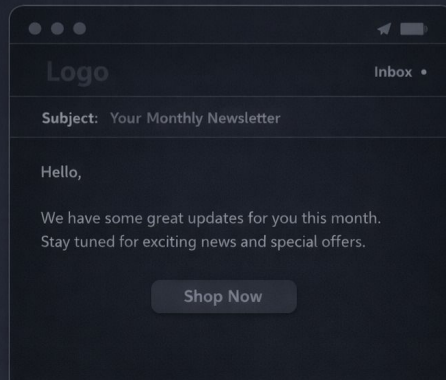 Logo
Inbox
Subject: Your Monthly Newsletter
Hello,
We have some great updates for you this month.
Stay tuned for exciting news and special offers.
Shop Now